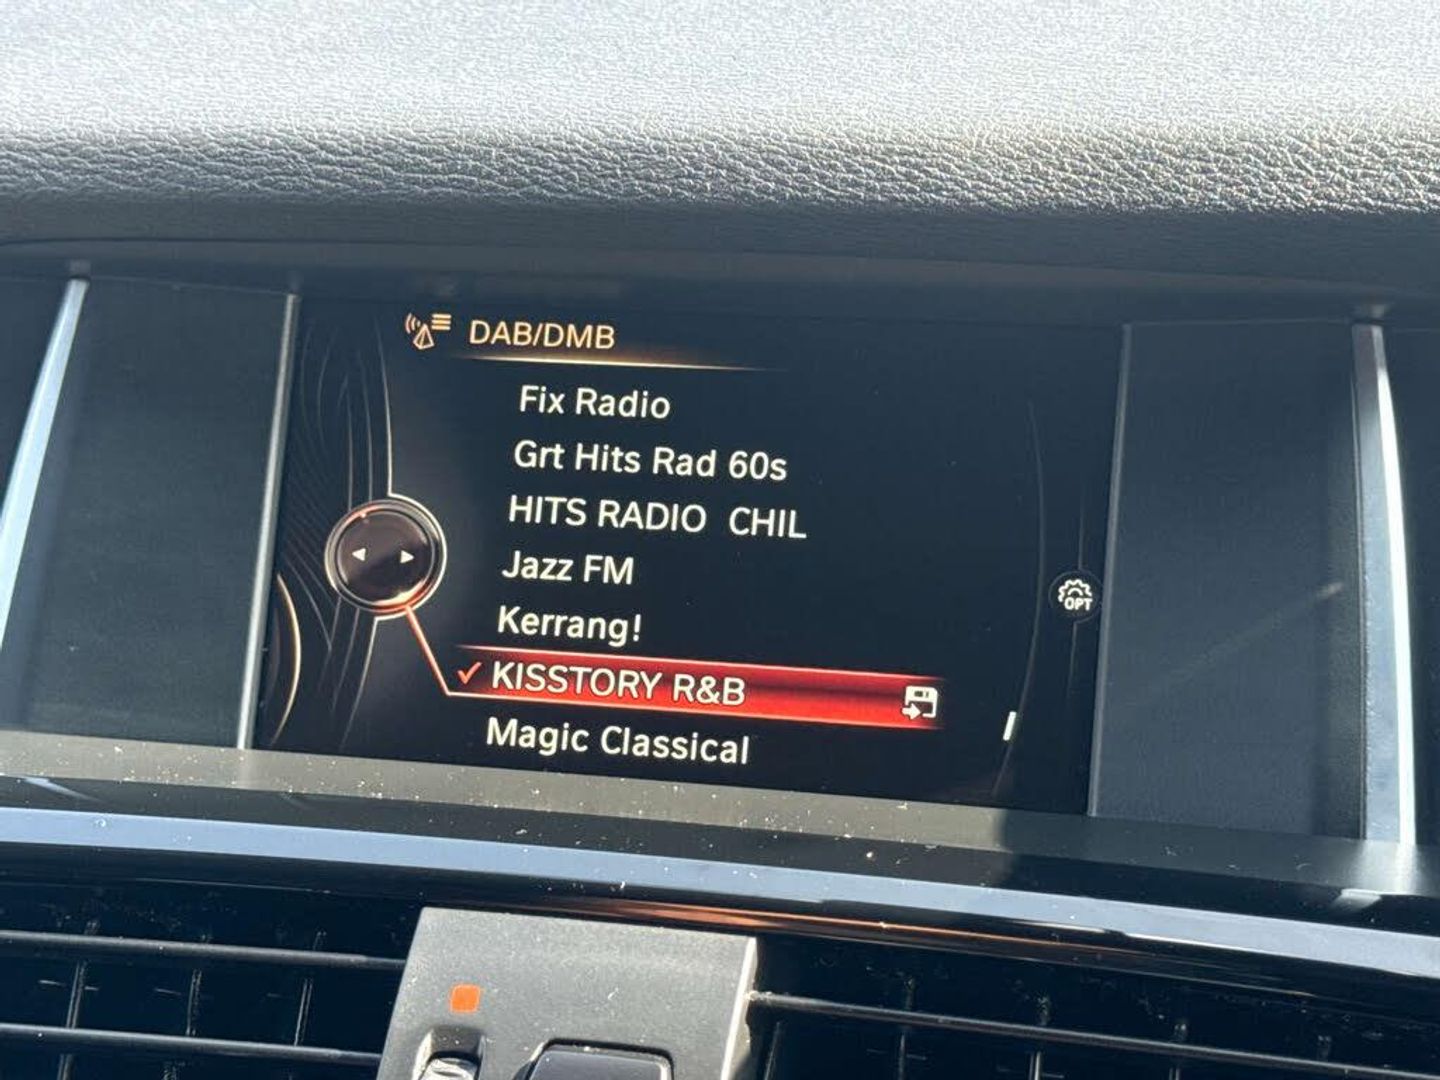 DAB/DMB
Fix Radio
Grt Hits Rad 60s
HITS RADIO  CHIL
Jazz FM
Kerrang!
KISSTORY R&B
Magic Classical
OPT